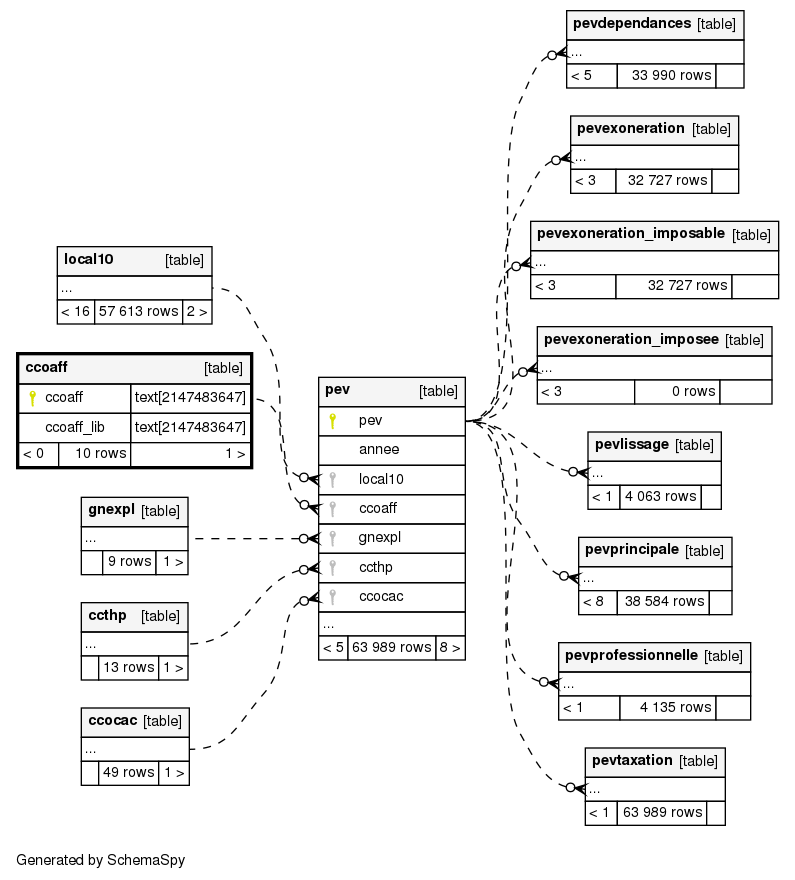 pevdependances [table]
...
< 5 33 990 rows
pevexoneration [table]
...
< 3 32 727 rows
pevexoneration_imposable [table]
...
< 3 32 727 rows
local10 [table]
...
< 16 57 613 rows 2 >
pevexoneration_imposee [table]
...
< 3 0 rows
ccoaff [table]
ccoaff text[2147483647]
ccoaff_lib text[2147483647]
< 0 10 rows 1 >
pev [table]
pev
annee
local10
ccoaff
gnexpl
ccthp
ccocac
...
< 5 63 989 rows 8 >
pevlissage [table]
...
< 1 4 063 rows
gnexpl [table]
...
9 rows 1 >
pevprincipale [table]
...
< 8 38 584 rows
ccthp [table]
...
13 rows 1 >
pevprofessionnelle [table]
...
< 1 4 135 rows
ccocac [table]
...
49 rows 1 >
pevtaxation [table]
...
< 1 63 989 rows
Generated by SchemaSpy